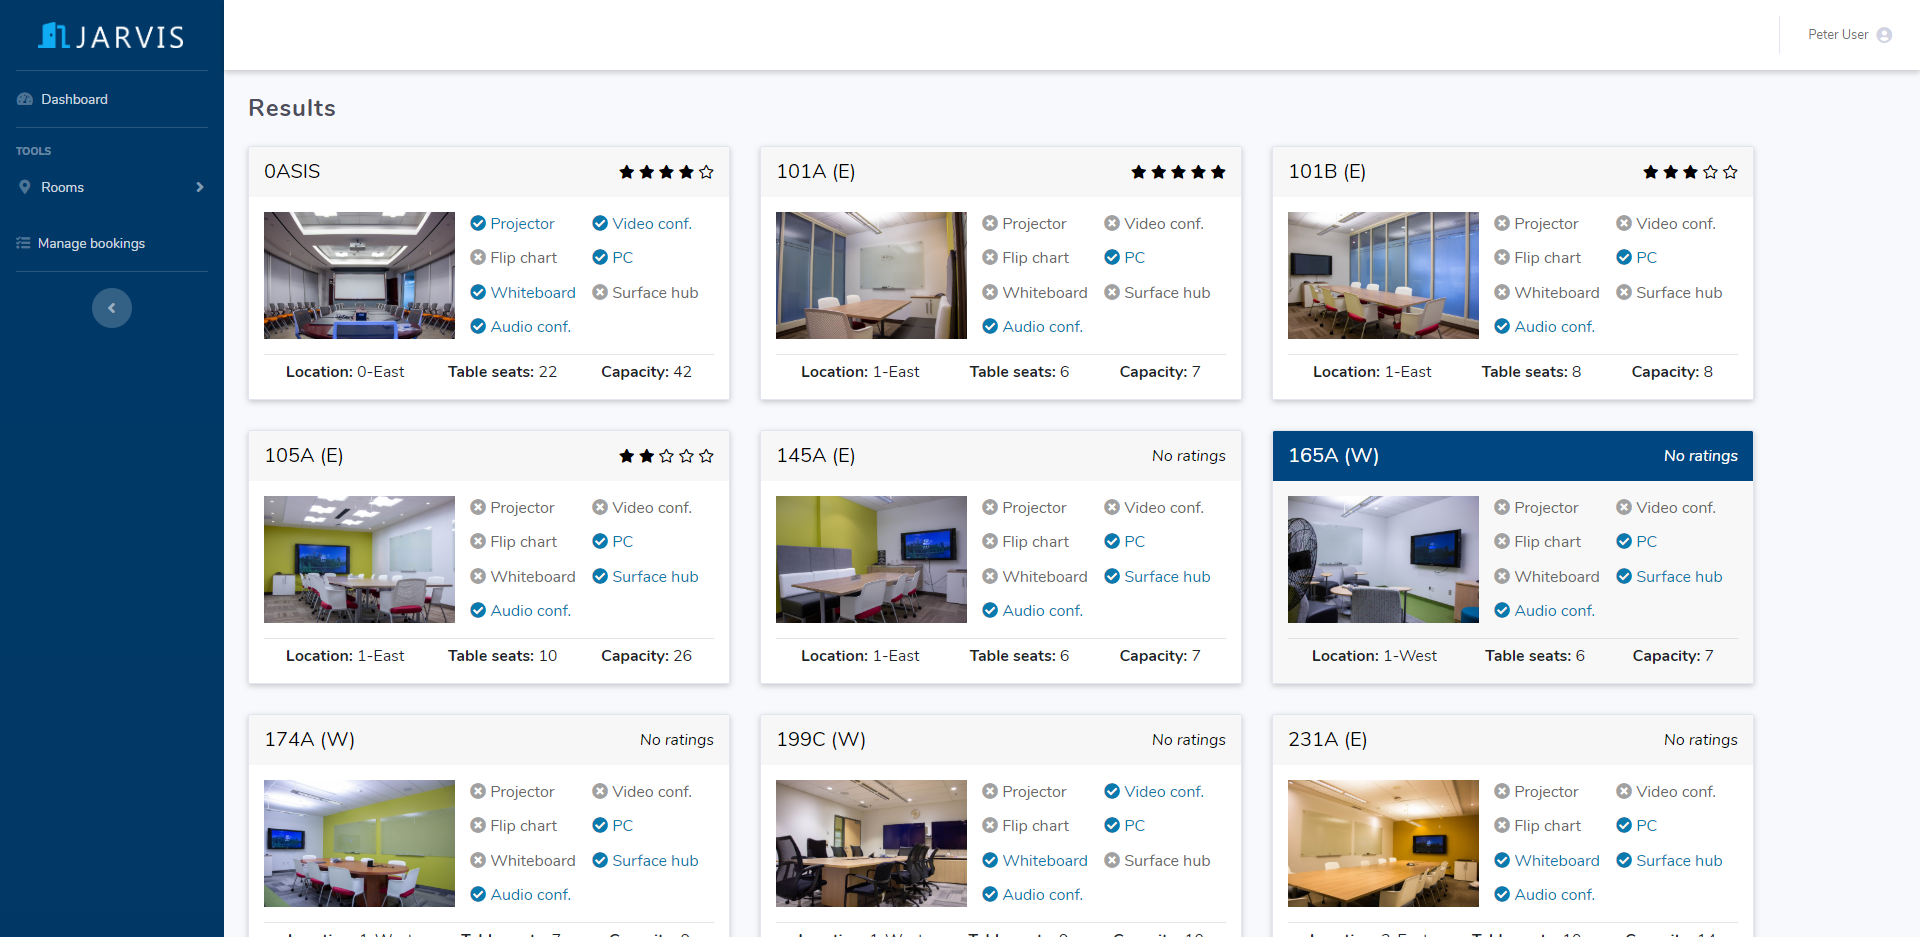 JARVIS
Peter User
Dashboard
TOOLS
Rooms
Manage bookings
Results
0ASIS
Projector Video conf.
Flip chart PC
Whiteboard Surface hub
Audio conf.
Location: 0-East Table seats: 22 Capacity: 42
101A (E)
Projector Video conf.
Flip chart PC
Whiteboard Surface hub
Audio conf.
Location: 1-East Table seats: 6 Capacity: 7
101B (E)
Projector Video conf.
Flip chart PC
Whiteboard Surface hub
Audio conf.
Location: 1-East Table seats: 8 Capacity: 8
105A (E)
Projector Video conf.
Flip chart PC
Whiteboard Surface hub
Audio conf.
Location: 1-East Table seats: 10 Capacity: 26
145A (E) No ratings
Projector Video conf.
Flip chart PC
Whiteboard Surface hub
Audio conf.
Location: 1-East Table seats: 6 Capacity: 7
165A (W) No ratings
Projector Video conf.
Flip chart PC
Whiteboard Surface hub
Audio conf.
Location: 1-West Table seats: 6 Capacity: 7
174A (W) No ratings
Projector Video conf.
Flip chart PC
Whiteboard Surface hub
Audio conf.
199C (W) No ratings
Projector Video conf.
Flip chart PC
Whiteboard Surface hub
Audio conf.
231A (E) No ratings
Projector Video conf.
Flip chart PC
Whiteboard Surface hub
Audio conf.